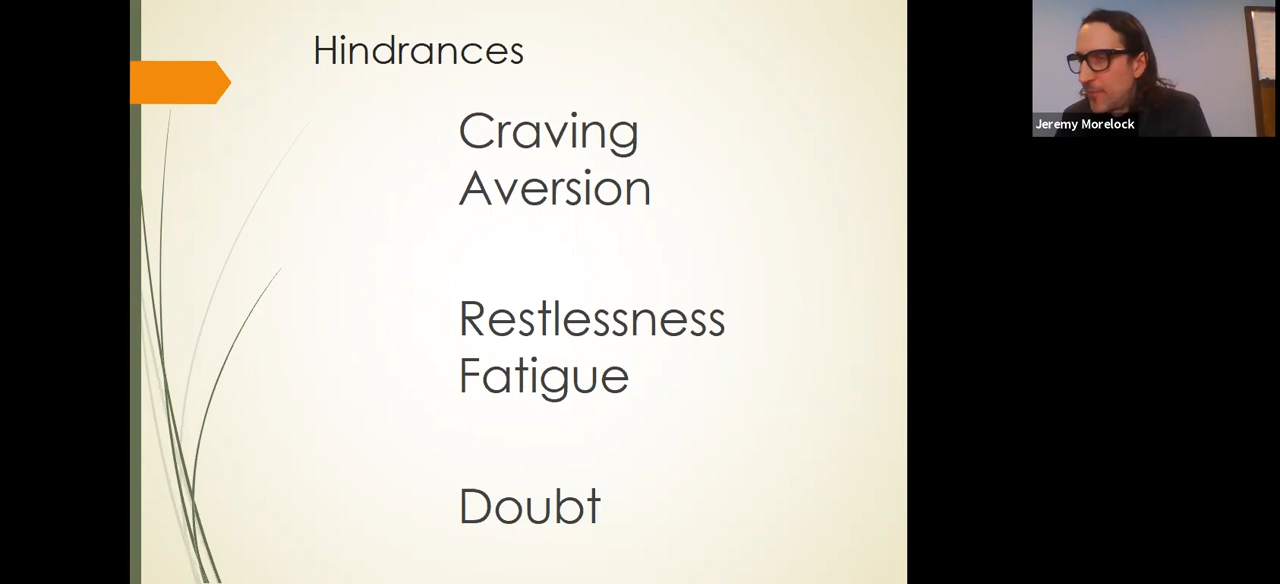 Hindrances
Craving
Aversion
Restlessness
Fatigue
Doubt
Jeremy Morelock